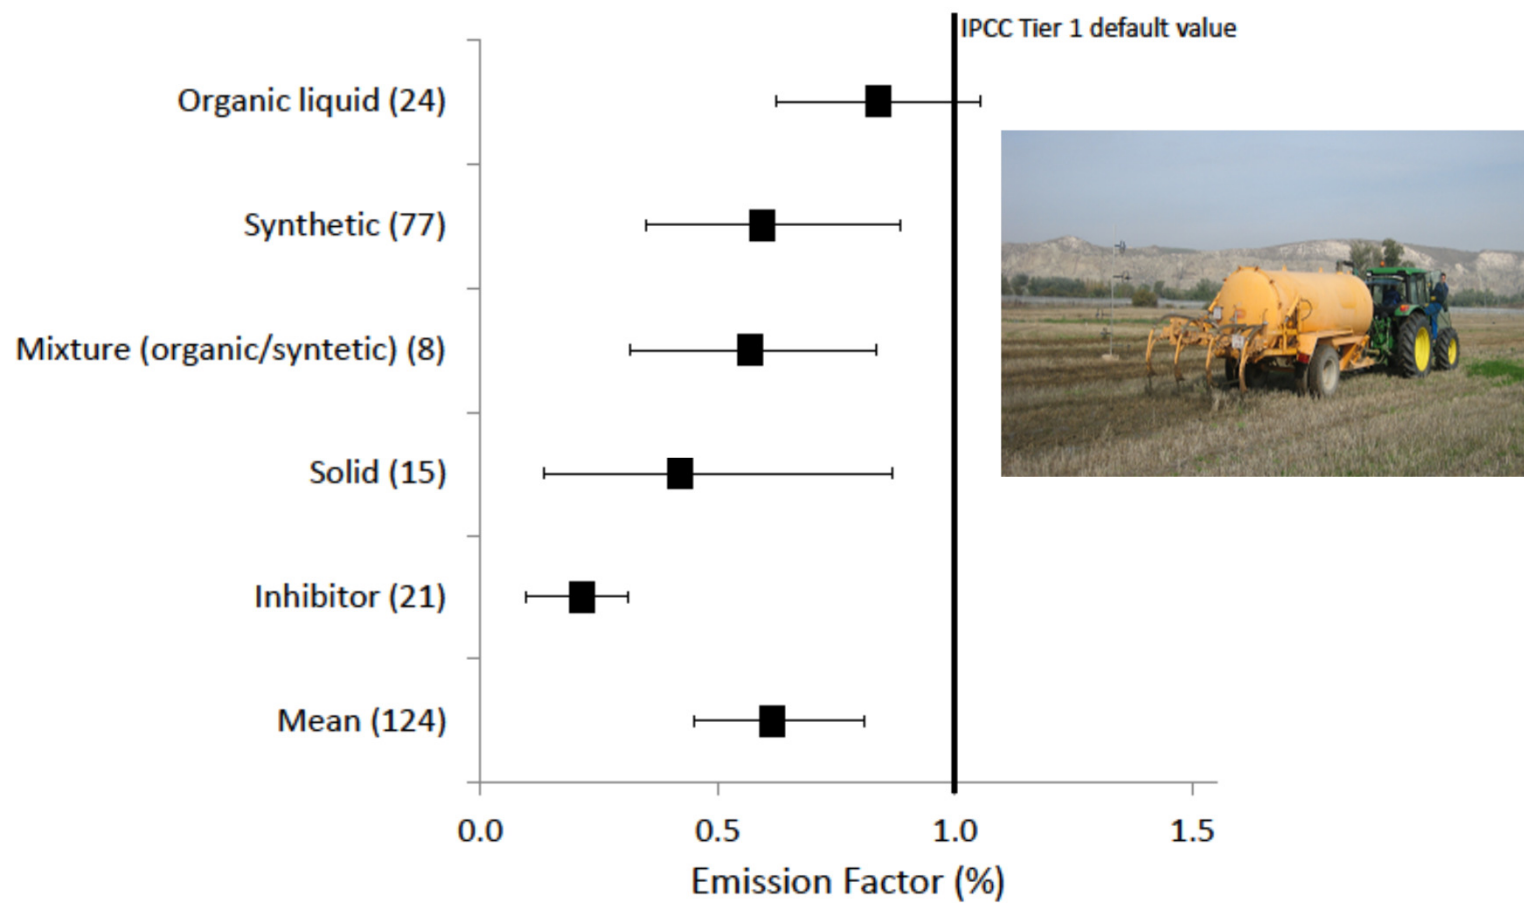 IPCC Tier 1 default value
Organic liquid (24)
Synthetic (77)
Mixture (organic/syntetic) (8)
Solid (15)
Inhibitor (21)
Mean (124)
0.0 0.5 1.0 1.5
Emission Factor (%)